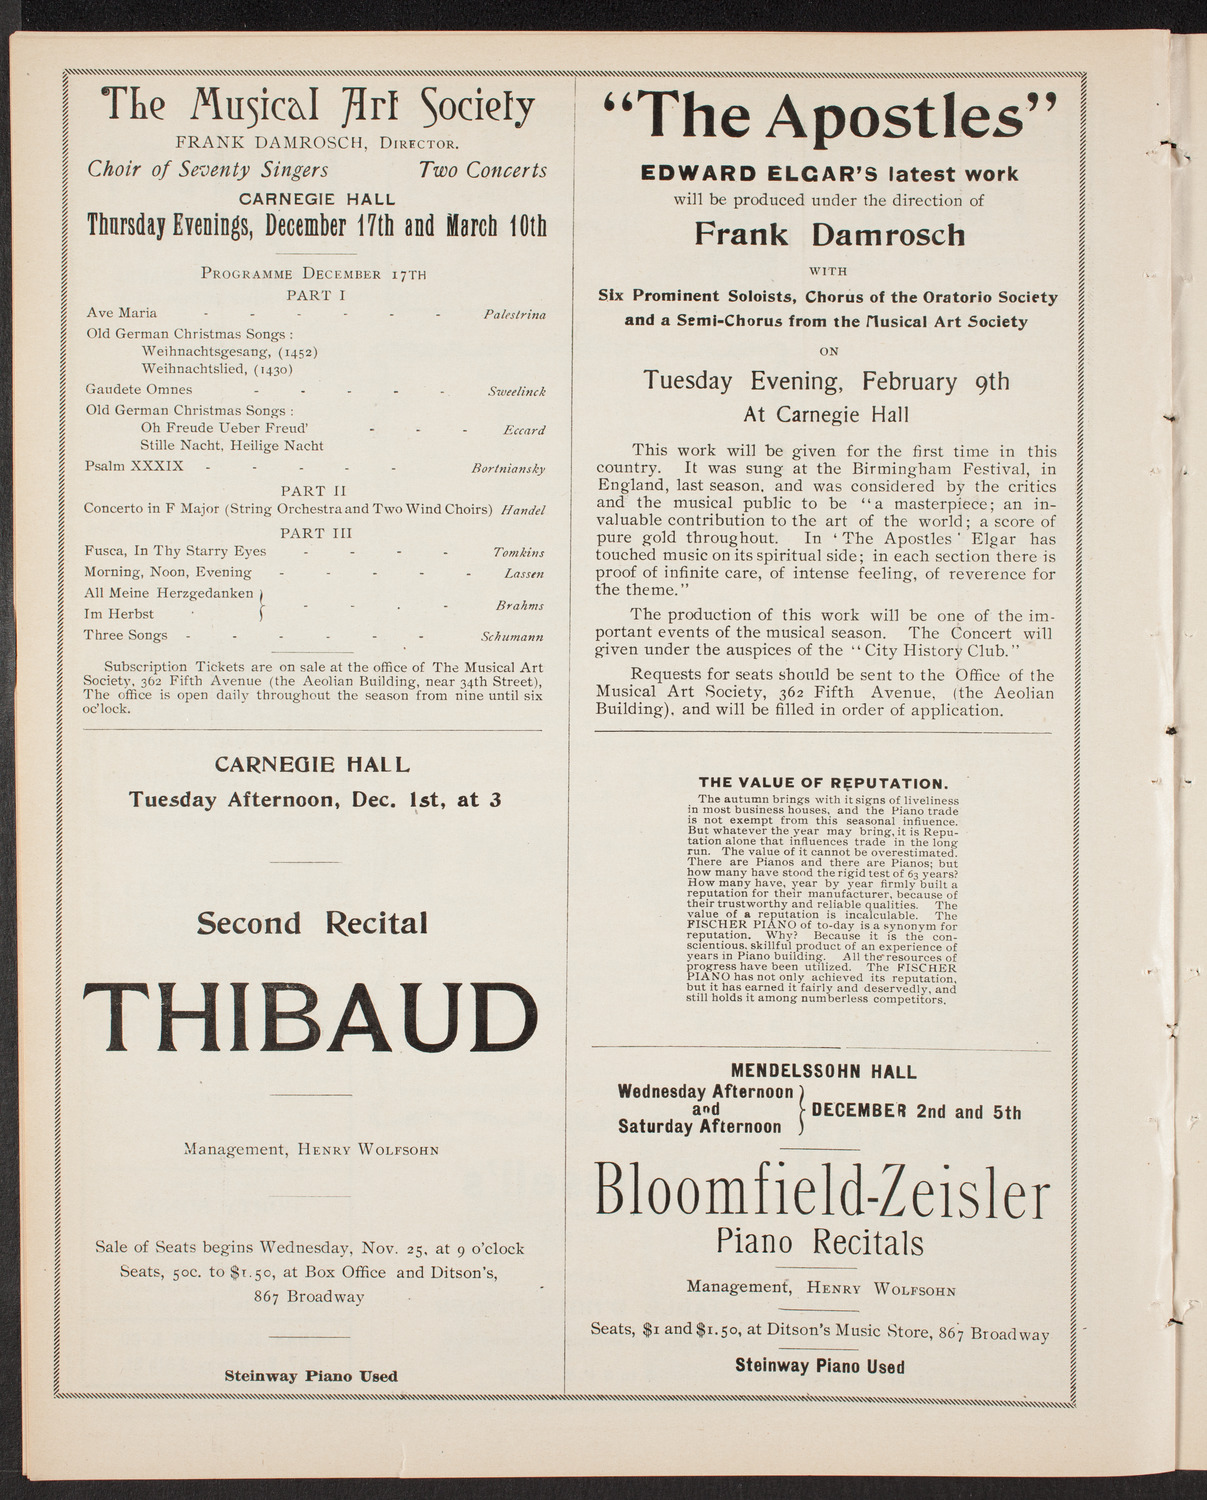 The Musical Art Society
FRANK DAMROSCH, DIRECTOR.
Choir of Seventy Singers Two Concerts
CARNEGIE HALL
Thursday Evenings, December 17th and March 10th
PROGRAMME DECEMBER 17TH
PART I
Ave Maria - - - - - - Palestrina
Old German Christmas Songs :
Weihnachtsgesang, (1452)
Weihnachtslied, (1430)
Gaudete Omnes - - - - - Sweelinck
Old German Christmas Songs :
Oh Freude Ueber Freud' - - - Eccard
Stille Nacht, Heilige Nacht
Psalm XXXIX - - - - - Bortniansky
PART II
Concerto in F Major (String Orchestra and Two Wind Choirs) Handel
PART III
Fusca, In Thy Starry Eyes - - - - Tomkins
Morning, Noon, Evening - - - - - Lassen
All Meine Herzgedanken }
Im Herbst } - - - - Brahms
Three Songs - - - - - - Schumann
Subscription Tickets are on sale at the office of The Musical Art
Society, 362 Fifth Avenue (the Aeolian Building, near 34th Street),
The office is open daily throughout the season from nine until six
oc'lock.
CARNEGIE HALL
Tuesday Afternoon, Dec. 1st, at 3
Second Recital
THIBAUD
Management, HENRY WOLFSOHN
Sale of Seats begins Wednesday, Nov. 25, at 9 o'clock
Seats, 50c. to $1.50, at Box Office and Ditson's,
867 Broadway
Steinway Piano Used
"The Apostles"
EDWARD ELGAR'S latest work
will be produced under the direction of
Frank Damrosch
WITH
Six Prominent Soloists, Chorus of the Oratorio Society
and a Semi-Chorus from the Musical Art Society
ON
Tuesday Evening, February 9th
At Carnegie Hall
This work will be given for the first time in this
country. It was sung at the Birmingham Festival, in
England, last season, and was considered by the critics
and the musical public to be "a masterpiece; an in-
valuable contribution to the art of the world; a score of
pure gold throughout. In 'The Apostles' Elgar has
touched music on its spiritual side; in each section there is
proof of infinite care, of intense feeling, of reverence for
the theme."
The production of this work will be one of the im-
portant events of the musical season. The Concert will
given under the auspices of the "City History Club."
Requests for seats should be sent to the Office of the
Musical Art Society, 362 Fifth Avenue, (the Aeolian
Building), and will be filled in order of application.
THE VALUE OF REPUTATION.
The autumn brings with it signs of liveliness
in most business houses, and the Piano trade
is not exempt from this seasonal influence.
But whatever the year may bring, it is Repu-
tation alone that influences trade in the long
run. The value of it cannot be overestimated.
There are Pianos and there are Pianos; but
how many have stood the rigid test of 63 years?
How many have, year by year firmly built a
reputation for their manufacturer, because of
their trustworthy and reliable qualities. The
value of a reputation is incalculable. The
FISCHER PIANO of to-day is a synonym for
reputation. Why? Because it is the con-
scientious, skillful product of an experience of
years in Piano building. All the resources of
progress have been utilized. The FISCHER
PIANO has not only achieved its reputation,
but it has earned it fairly and deservedly, and
still holds it among numberless competitors.
MENDELSSOHN HALL
Wednesday Afternoon
and } DECEMBER 2nd and 5th
Saturday Afternoon
Bloomfield-Zeisler
Piano Recitals
Management, HENRY WOLFSOHN
Seats, $1 and $1.50, at Ditson's Music Store, 867 Broadway
Steinway Piano Used